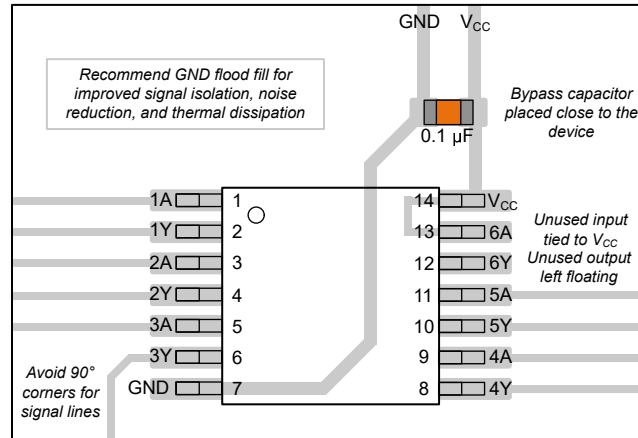 GND VCC
Recommend GND flood fill for
improved signal isolation, noise
reduction, and thermal dissipation
Bypass capacitor
placed close to the
device
0.1 µF
1A 1 14 VCC
1Y 2 13 6A
2A 3 12 6Y
2Y 4 11 5A
3A 5 10 5Y
3Y 6 9 4A
GND 7 8 4Y
Unused input
tied to VCC
Unused output
left floating
Avoid 90°
corners for
signal lines